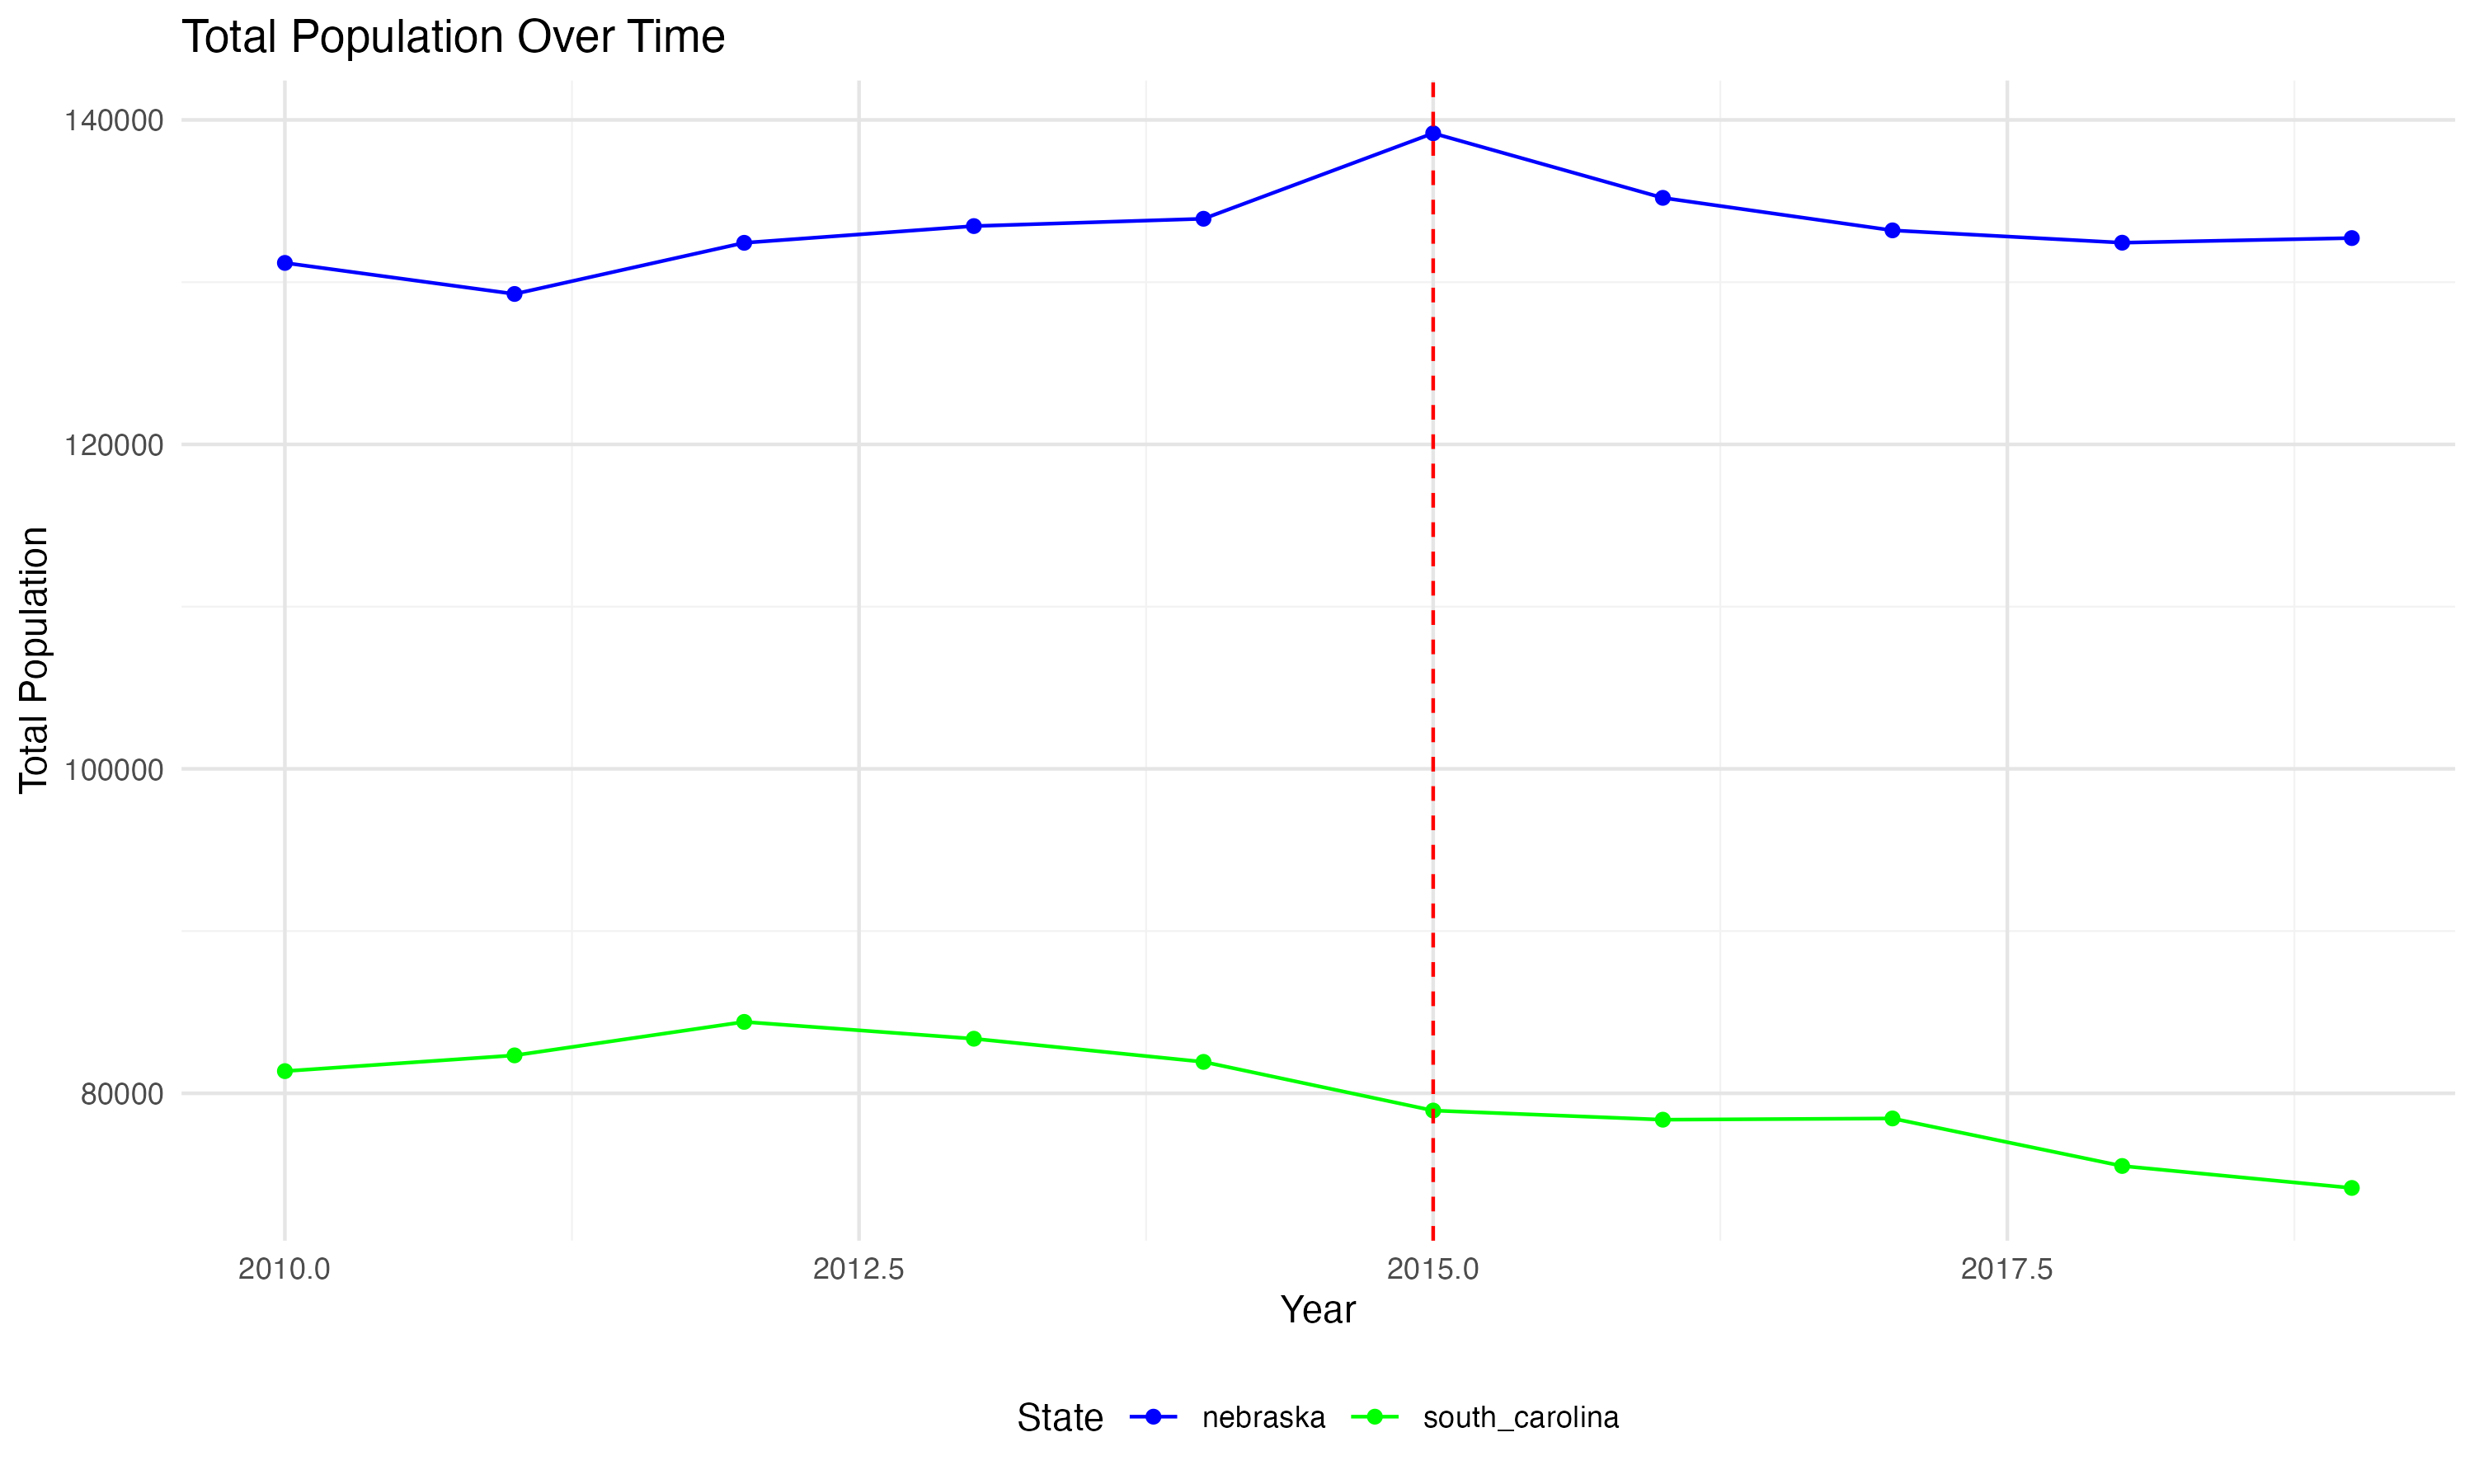 Total Population Over Time
Total Population
140000
120000
100000
80000
2010.0 2012.5 2015.0 2017.5
Year
State nebraska south_carolina